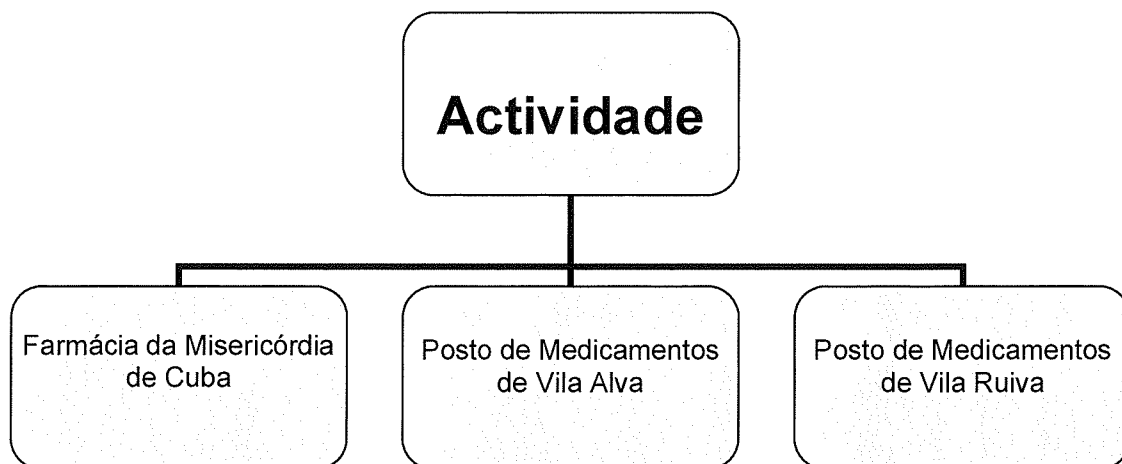 Actividade
Farmácia da Misericórdia
de Cuba
Posto de Medicamentos
de Vila Alva
Posto de Medicamentos
de Vila Ruiva